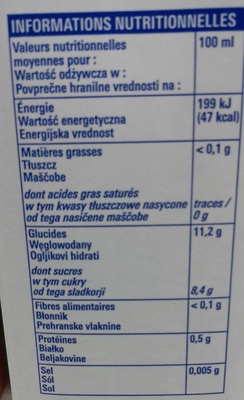 INFORMATIONS NUTRITIONNELLES
Valeurs nutritionnelles 100 ml
moyennes pour :
Wartość odżywcza w :
Povprečne hranilne vrednosti na :
Énergie 199 kJ
Wartość energetyczna (47 kcal)
Energijska vrednost
Matières grasses < 0,1 g
Tłuszcz
Maščobe
dont acides gras saturés
w tym kwasy tłuszczowe nasycone traces /
od tega nasičene maščobe 0 g
Glucides 11,2 g
Węglowodany
Ogljikovi hidrati
dont sucres
w tym cukry
od tega sladkorji 8,4 g
Fibres alimentaires < 0,1 g
Błonnik
Prehranske vlaknine
Protéines 0,5 g
Białko
Beljakovine
Sel 0,005 g
Sól
Sol